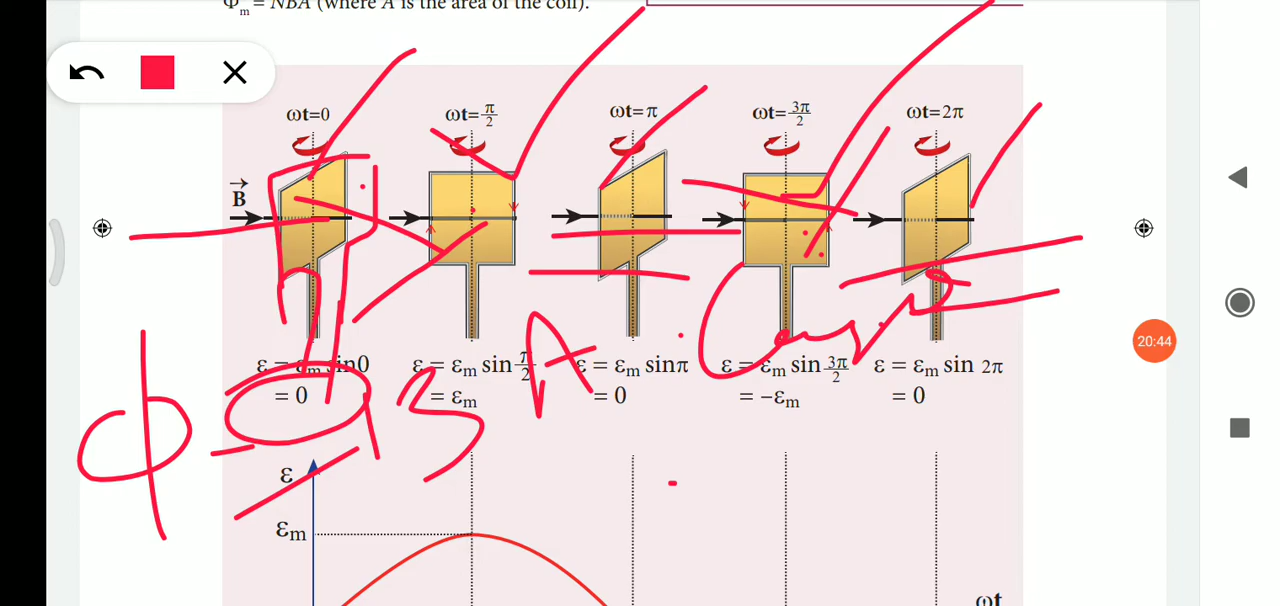 Φm = NBA (where A is the area of the coil).
ωt=0 ωt=π/2 ωt=π ωt=3π/2 ωt=2π
B
ε = εm sin0 ε = εm sin π/2 ε = εm sinπ ε = εm sin 3π/2 ε = εm sin 2π
= 0 = εm = 0 = −εm = 0
20:44
ε
εm
ωt